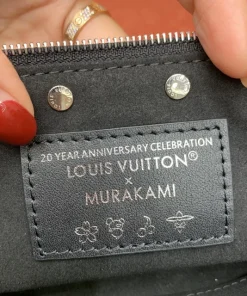 20 YEAR ANNIVERSARY CELEBRATION
LOUIS VUITTON®
×
MURAKAMI